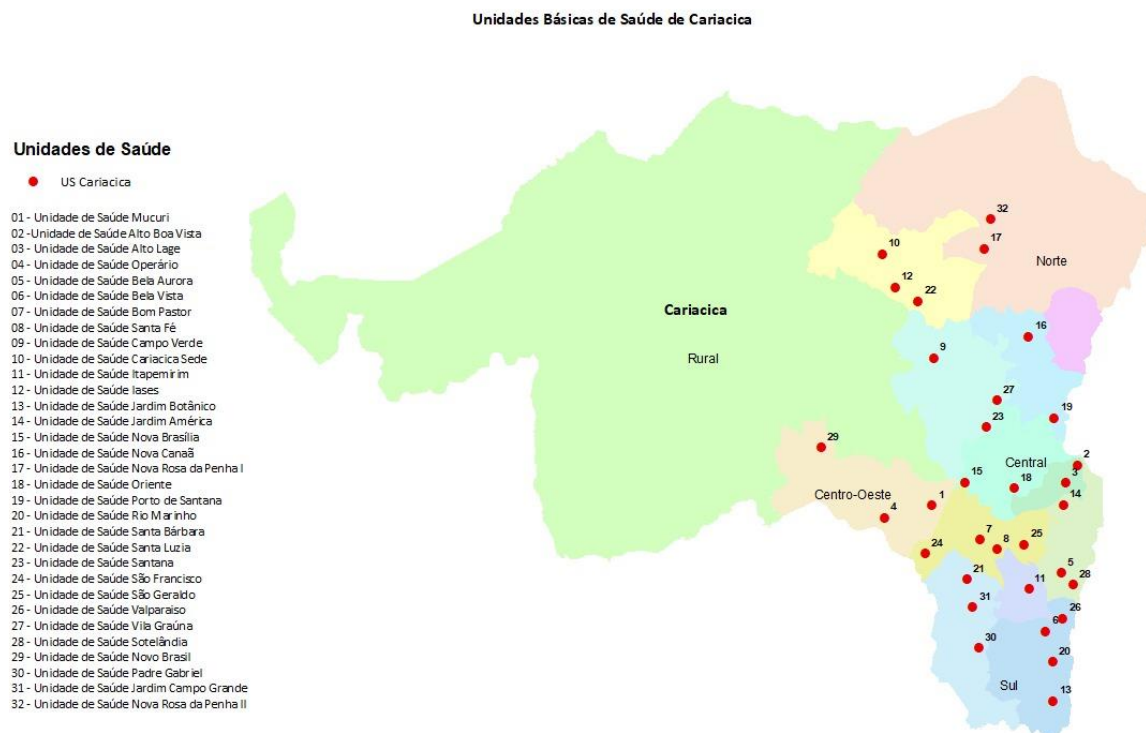 Unidades Básicas de Saúde de Cariacica
Unidades de Saúde
US Cariacica
01 - Unidade de Saúde Mucuri
02 -Unidade de Saúde Alto Boa Vista
03 - Unidade de Saúde Alto Lage
04 - Unidade de Saúde Operário
05 - Unidade de Saúde Bela Aurora
06 - Unidade de Saúde Bela Vista
07 - Unidade de Saúde Bom Pastor
08 - Unidade de Saúde Santa Fé
09 - Unidade de Saúde Campo Verde
10 - Unidade de Saúde Cariacica Sede
11 - Unidade de Saúde Itapemirim
12 - Unidade de Saúde Iases
13 - Unidade de Saúde Jardim Botânico
14 - Unidade de Saúde Jardim América
15 - Unidade de Saúde Nova Brasília
16 - Unidade de Saúde Nova Canaã
17 - Unidade de Saúde Nova Rosa da Penha I
18 - Unidade de Saúde Oriente
19 - Unidade de Saúde Porto de Santana
20 - Unidade de Saúde Rio Marinho
21 - Unidade de Saúde Santa Bárbara
22 - Unidade de Saúde Santa Luzia
23 - Unidade de Saúde Santana
24 - Unidade de Saúde São Francisco
25 - Unidade de Saúde São Geraldo
26 - Unidade de Saúde Valparaiso
27 - Unidade de Saúde Vila Graúna
28 - Unidade de Saúde Sotelândia
29 - Unidade de Saúde Novo Brasil
30 - Unidade de Saúde Padre Gabriel
31 - Unidade de Saúde Jardim Campo Grande
32 - Unidade de Saúde Nova Rosa da Penha II
32
17
10
Norte
12
22
Cariacica
16
Rural
9
27
19
23
29
2
Central
3
15
18
Centro-Oeste
14
1
4
7
25
8
24
5
21
28
11
31
26
6
30
20
Sul
13